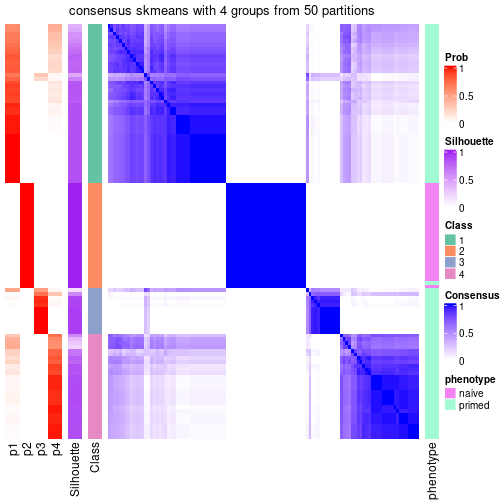 consensus skmeans with 4 groups from 50 partitions
Prob
1
0.5
0
Silhouette
1
0.5
0
Class
1
2
3
4
Consensus
1
0.5
0
phenotype
naive
primed
p1
p2
p3
p4
Silhouette
Class
phenotype